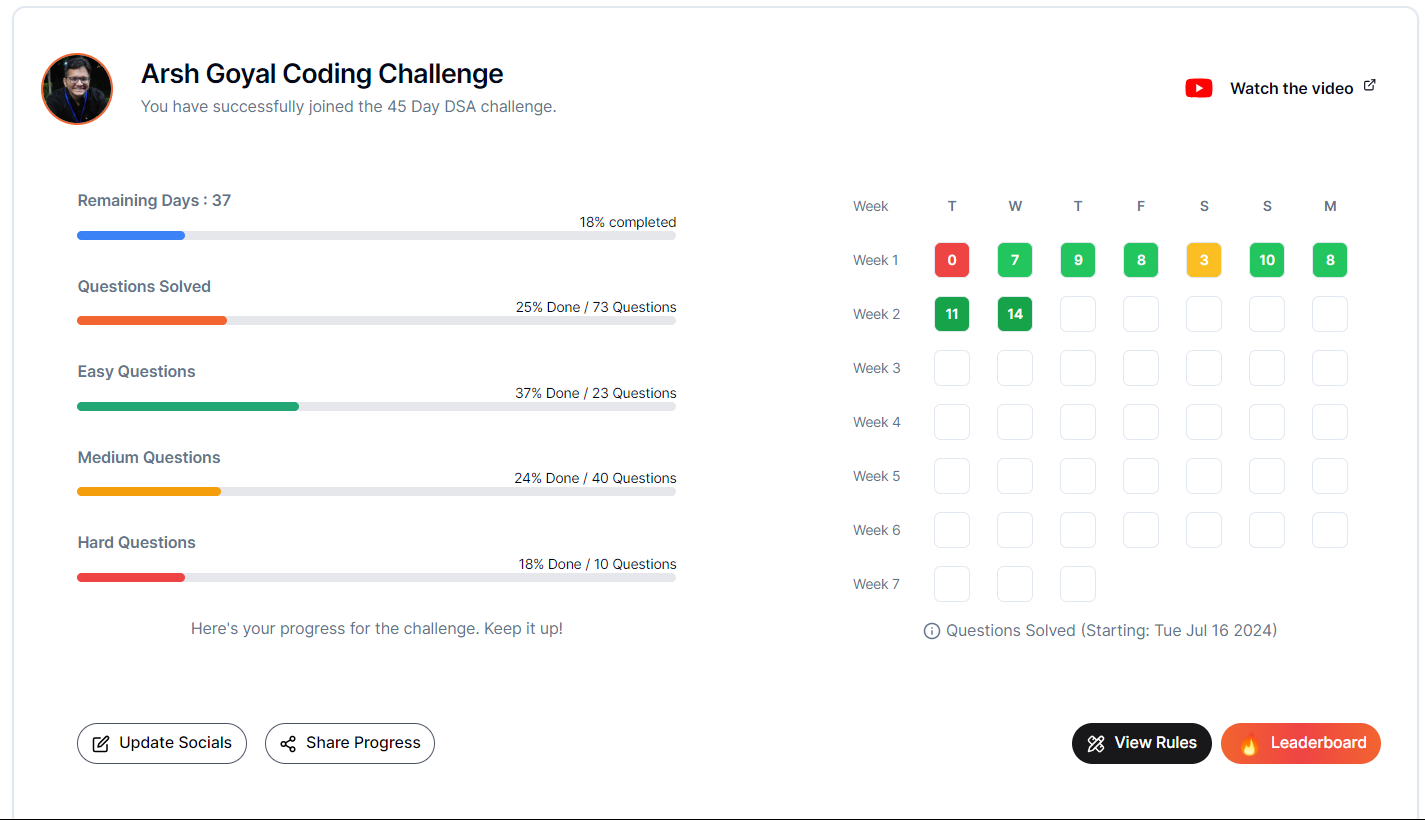 Arsh Goyal Coding Challenge
You have successfully joined the 45 Day DSA challenge.
Watch the video
Remaining Days : 37
18% completed
Questions Solved
25% Done / 73 Questions
Easy Questions
37% Done / 23 Questions
Medium Questions
24% Done / 40 Questions
Hard Questions
18% Done / 10 Questions
Here's your progress for the challenge. Keep it up!
Week T W T F S S M
Week 1 0 7 9 8 3 10 8
Week 2 11 14
Week 3
Week 4
Week 5
Week 6
Week 7
Questions Solved (Starting: Tue Jul 16 2024)
Update Socials
Share Progress
View Rules
Leaderboard